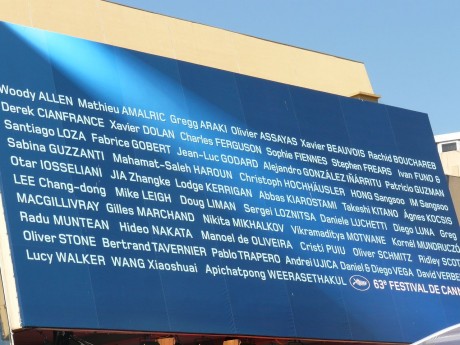 Woody ALLEN Mathieu AMALRIC Gregg ARAKI Olivier ASSAYAS Xavier BEAUVOIS Rachid BOUCHAREB
Derek CIANFRANCE Xavier DOLAN Charles FERGUSON Sophie FIENNES Stephen FREARS Ivan FUND
Santiago LOZA Fabrice GOBERT Jean-Luc GODARD Alejandro GONZÁLEZ IÑÁRRITU Patricio GUZMAN
Sabina GUZZANTI Mahamat-Saleh HAROUN Christoph HOCHHÄUSLER HONG Sangsoo IM Sangsoo
Otar IOSSELIANI JIA Zhangke Lodge KERRIGAN Abbas KIAROSTAMI Takeshi KITANO Ágnes KOCSIS
LEE Chang-dong Mike LEIGH Doug LIMAN Sergei LOZNITSA Daniele LUCHETTI Diego LUNA Greg
MACGILLIVRAY Gilles MARCHAND Nikita MIKHALKOV Vikramaditya MOTWANE Kornél MUNDRUCZÓ
Radu MUNTEAN Hideo NAKATA Manoel de OLIVEIRA Cristi PUIU Oliver SCHMITZ Ridley SCOT
Oliver STONE Bertrand TAVERNIER Pablo TRAPERO Andrei UJICA Daniel & Diego VEGA David VERBE
Lucy WALKER WANG Xiaoshuai Apichatpong WEERASETHAKUL 63e FESTIVAL DE CANN